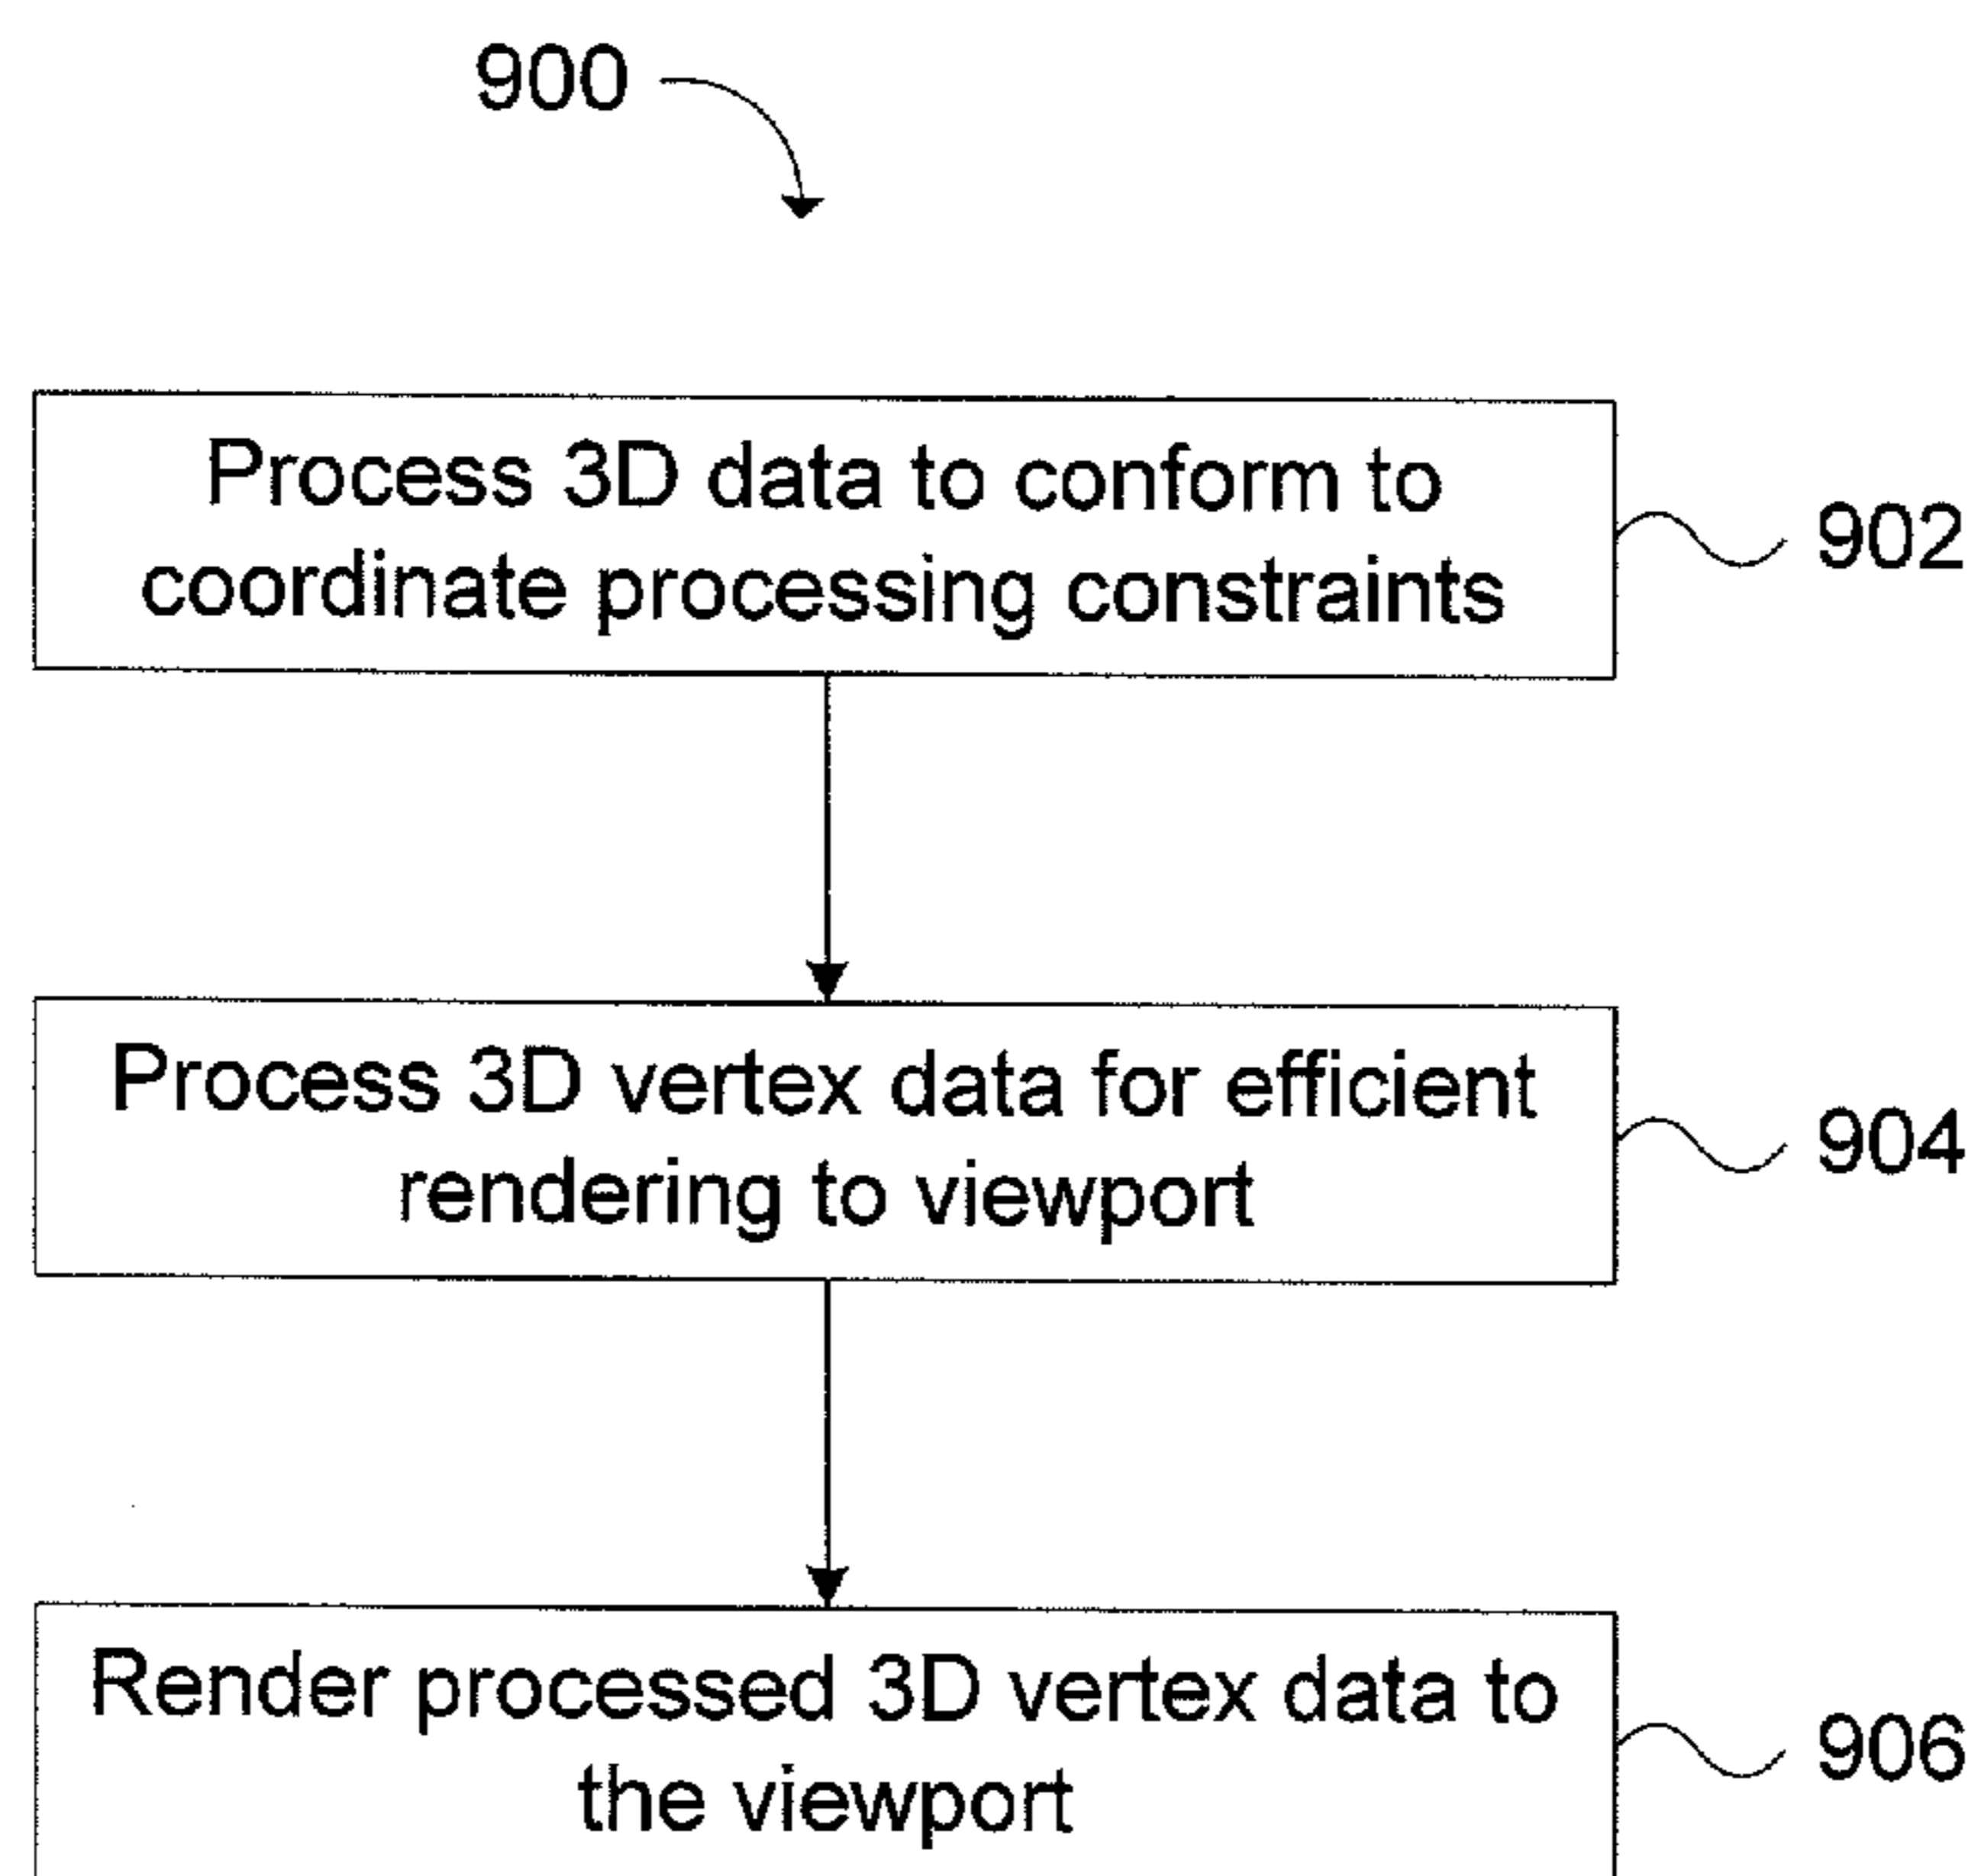 900
Process 3D data to conform to
coordinate processing constraints
902
Process 3D vertex data for efficient
rendering to viewport
904
Render processed 3D vertex data to
the viewport
906